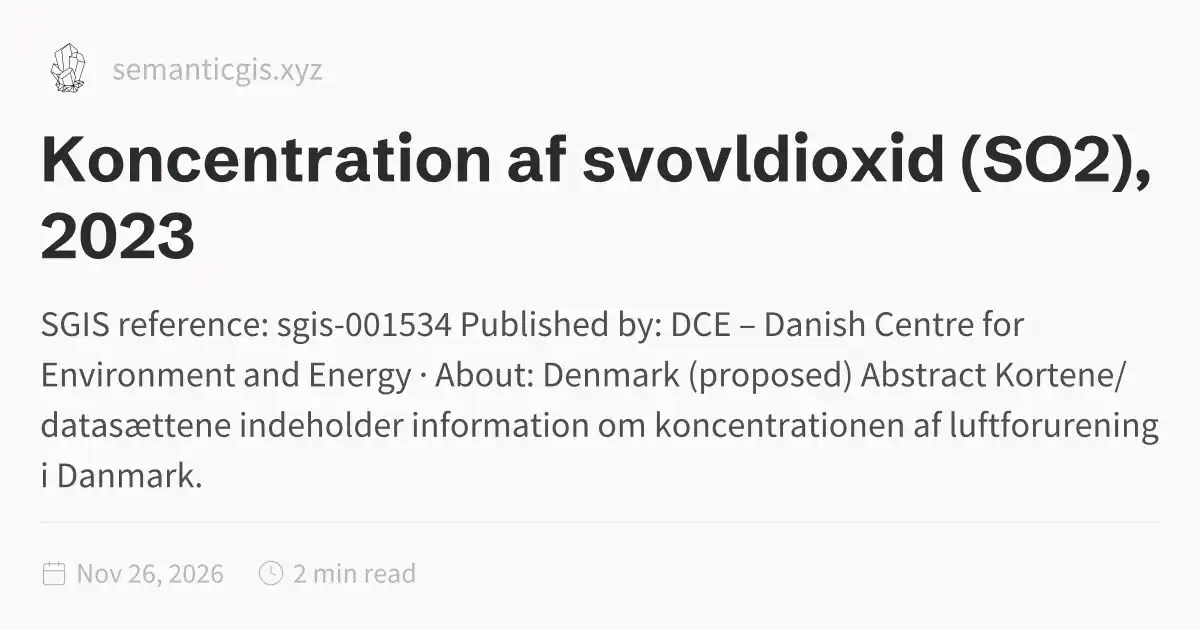 semanticgis.xyz
Koncentration af svovldioxid (SO2),
2023
SGIS reference: sgis-001534 Published by: DCE – Danish Centre for
Environment and Energy · About: Denmark (proposed) Abstract Kortene/
datasættene indeholder information om koncentrationen af luftforurening
i Danmark.
Nov 26, 2026 2 min read